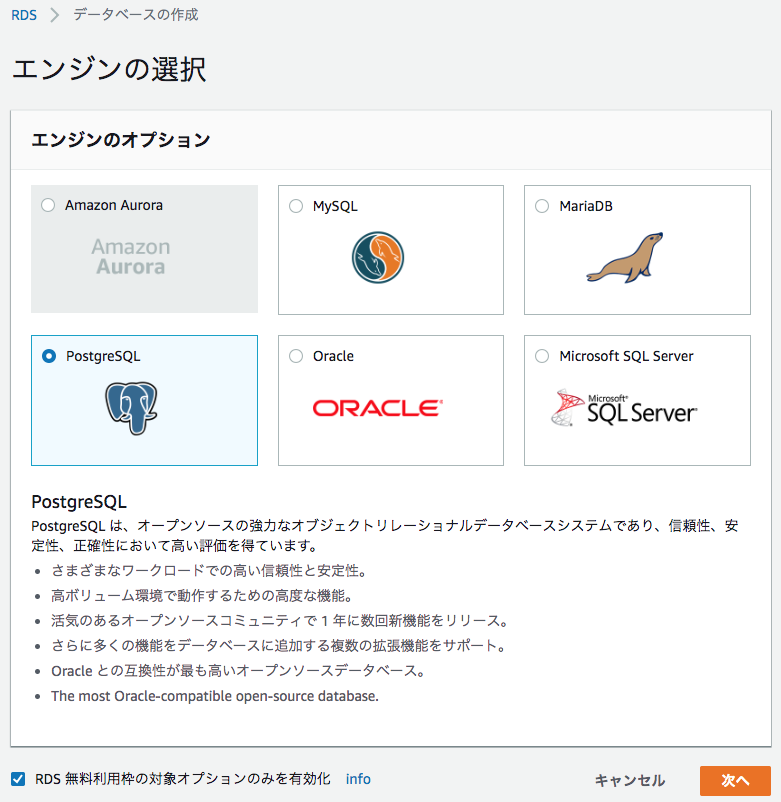 RDS > データベースの作成
エンジンの選択
エンジンのオプション
Amazon Aurora
Amazon
Aurora
MySQL
MariaDB
PostgreSQL
Oracle
ORACLE®
Microsoft SQL Server
Microsoft®
SQL Server®
PostgreSQL
PostgreSQL は、オープンソースの強力なオブジェクトリレーショナルデータベースシステムであり、信頼性、安
定性、正確性において高い評価を得ています。
• さまざまなワークロードでの高い信頼性と安定性。
• 高ボリューム環境で動作するための高度な機能。
• 活気のあるオープンソースコミュニティで 1 年に数回新機能をリリース。
• さらに多くの機能をデータベースに追加する複数の拡張機能をサポート。
• Oracle との互換性が最も高いオープンソースデータベース。
• The most Oracle-compatible open-source database.
RDS 無料利用枠の対象オプションのみを有効化 info
キャンセル
次へ